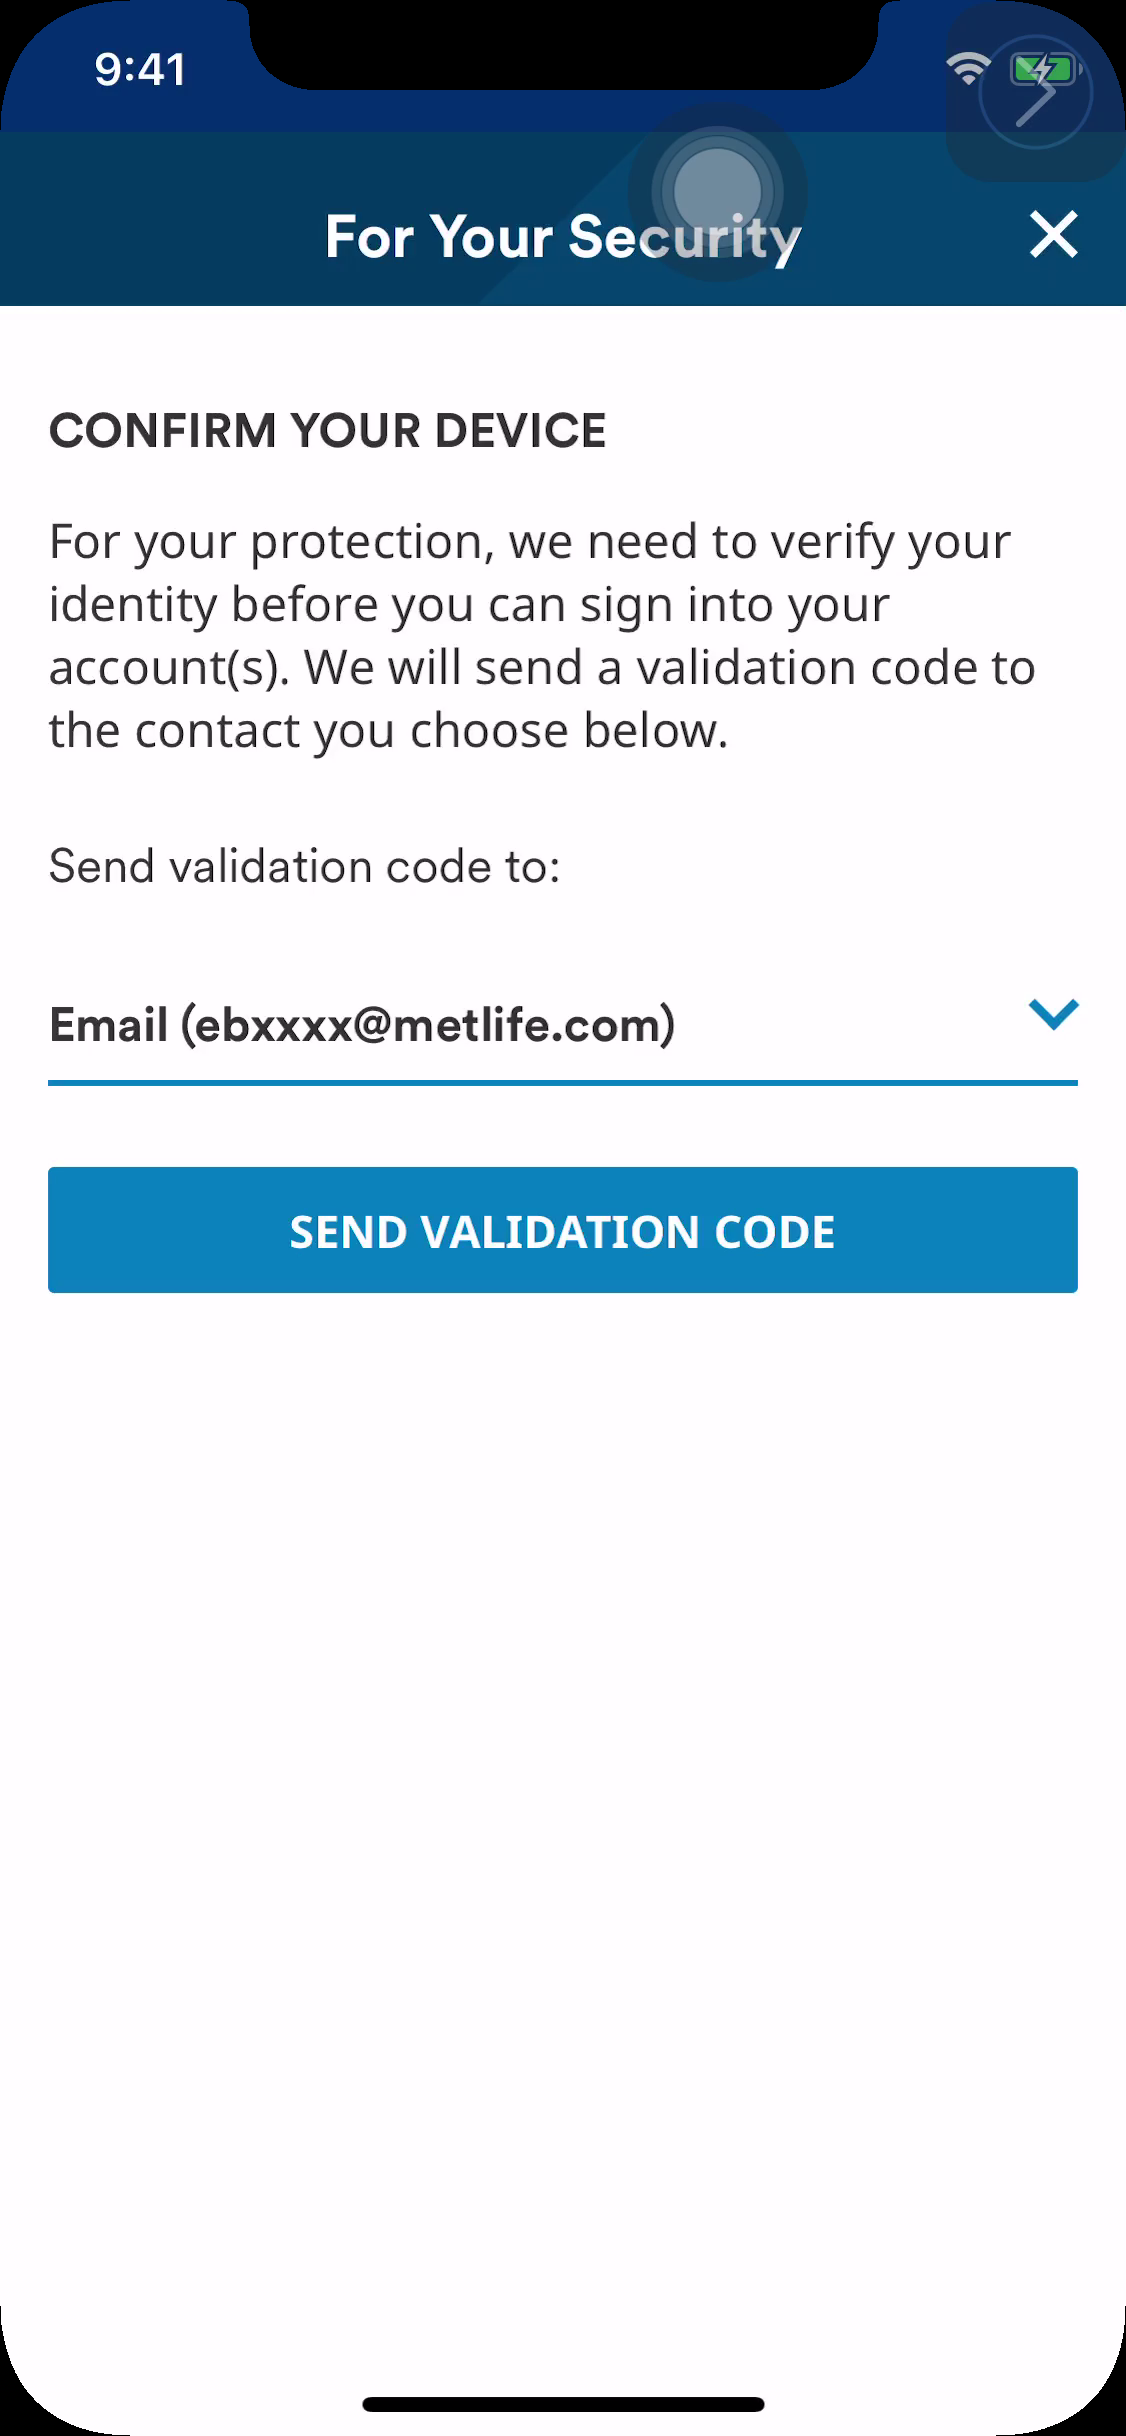 9:41
For Your Security
CONFIRM YOUR DEVICE
For your protection, we need to verify your
identity before you can sign into your
account(s). We will send a validation code to
the contact you choose below.
Send validation code to:
Email (ebxxxx@metlife.com)
SEND VALIDATION CODE